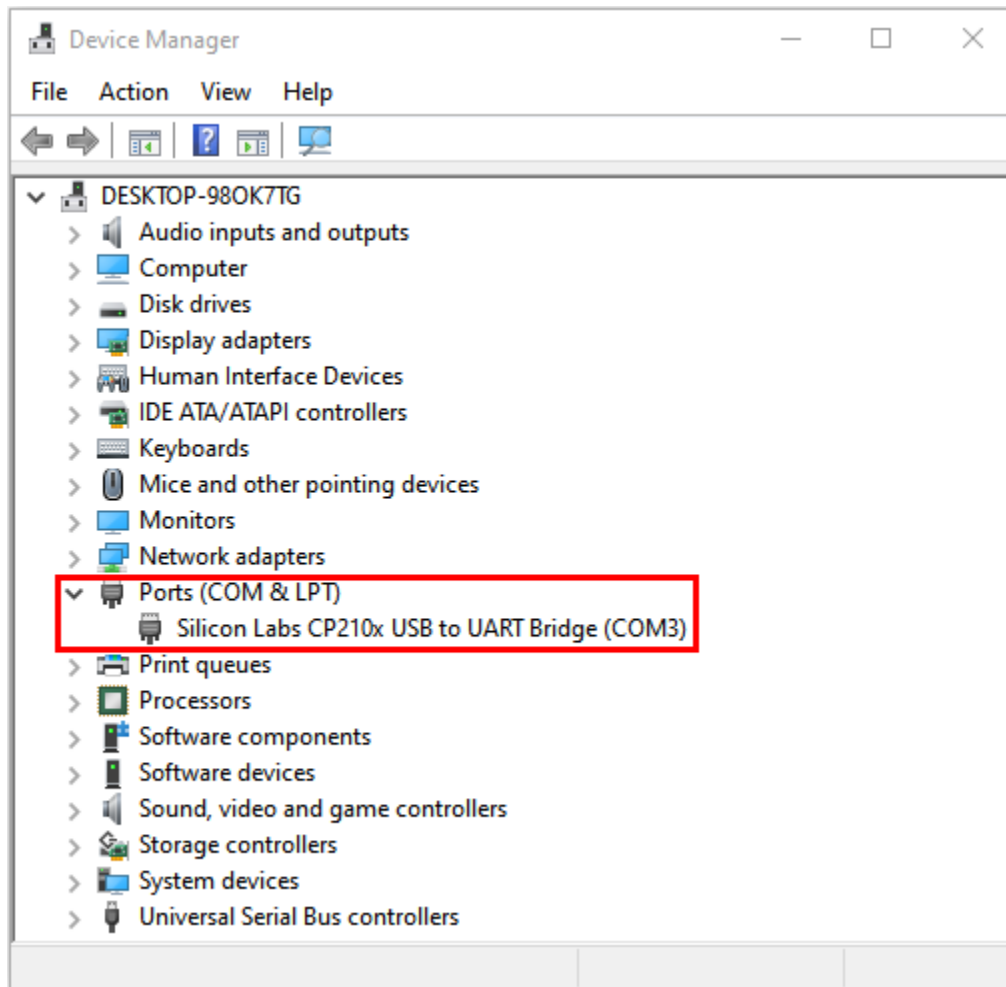 Device Manager
File Action View Help
DESKTOP-98OK7TG
Audio inputs and outputs
Computer
Disk drives
Display adapters
Human Interface Devices
IDE ATA/ATAPI controllers
Keyboards
Mice and other pointing devices
Monitors
Network adapters
Ports (COM & LPT)
Silicon Labs CP210x USB to UART Bridge (COM3)
Print queues
Processors
Software components
Software devices
Sound, video and game controllers
Storage controllers
System devices
Universal Serial Bus controllers